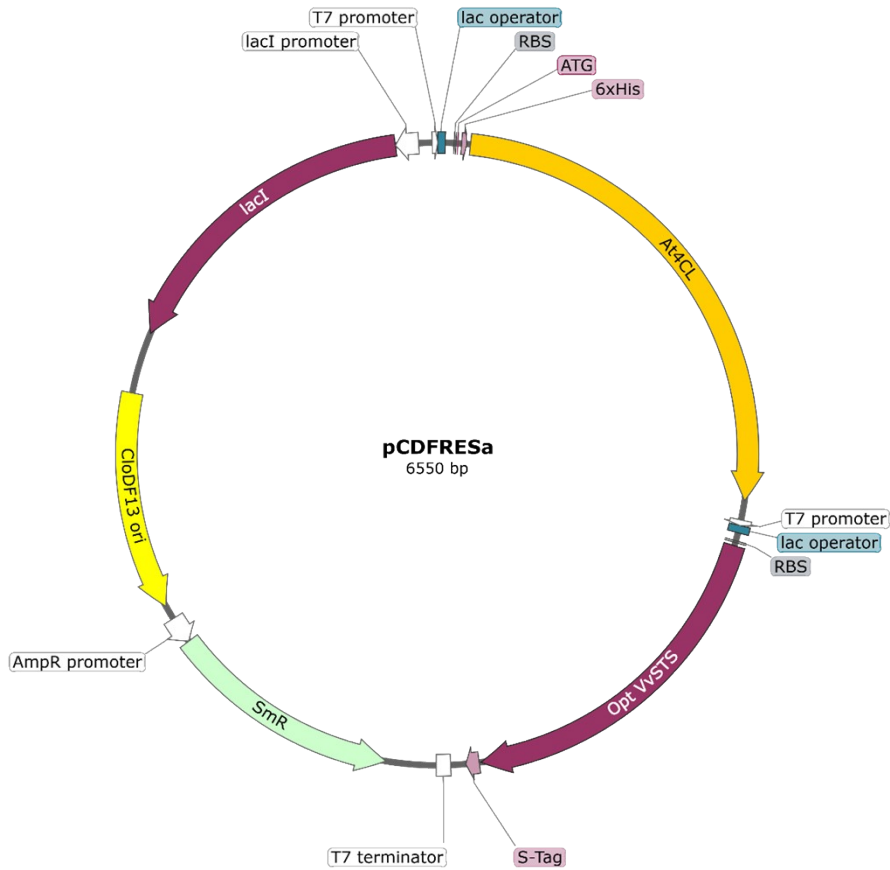 T7 promoter
lac operator
lacI promoter
RBS
ATG
6xHis
lacI
At4CL
pCDFRESa
6550 bp
CloDF13 ori
T7 promoter
lac operator
RBS
AmpR promoter
Opt VvSTS
SmR
T7 terminator
S-Tag